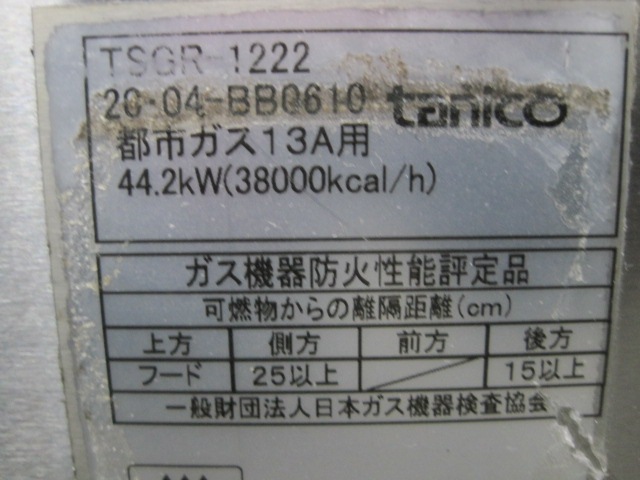 TSGR-1222
20-04-BB0610 tanico
都市ガス13A用
44.2kW(38000kcal/h)
ガス機器防火性能評定品
可燃物からの離隔距離(cm)
上方 側方 前方 後方
フード 25以上 15以上
一般財団法人日本ガス機器検査協会